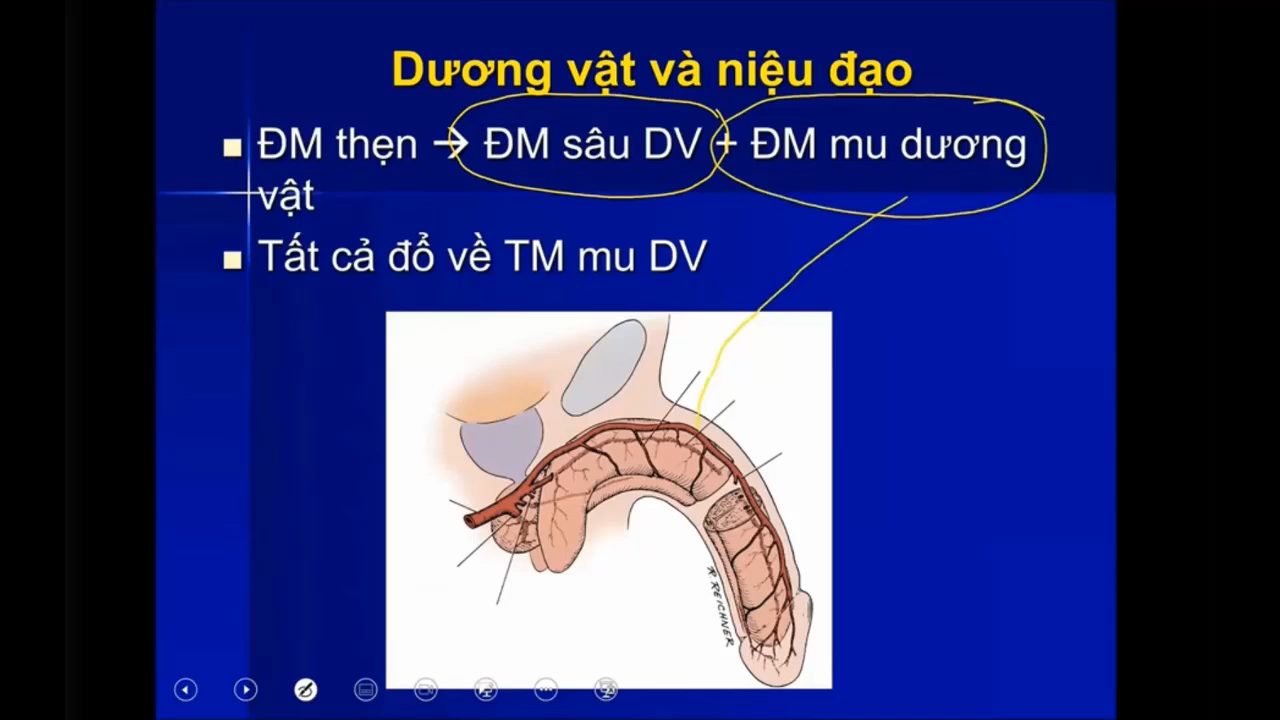 Dương vật và niệu đạo
ĐM thẹn → ĐM sâu DV + ĐM mu dương
vật
Tất cả đổ về TM mu DV
R. REICHNER